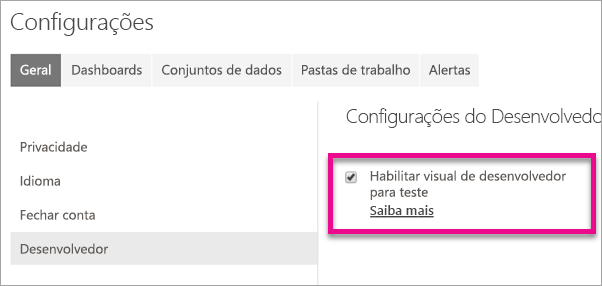 Configurações
Geral Dashboards Conjuntos de dados Pastas de trabalho Alertas
Configurações do Desenvolvedo
Privacidade
Idioma
Fechar conta
Desenvolvedor
Habilitar visual de desenvolvedor
para teste
Saiba mais